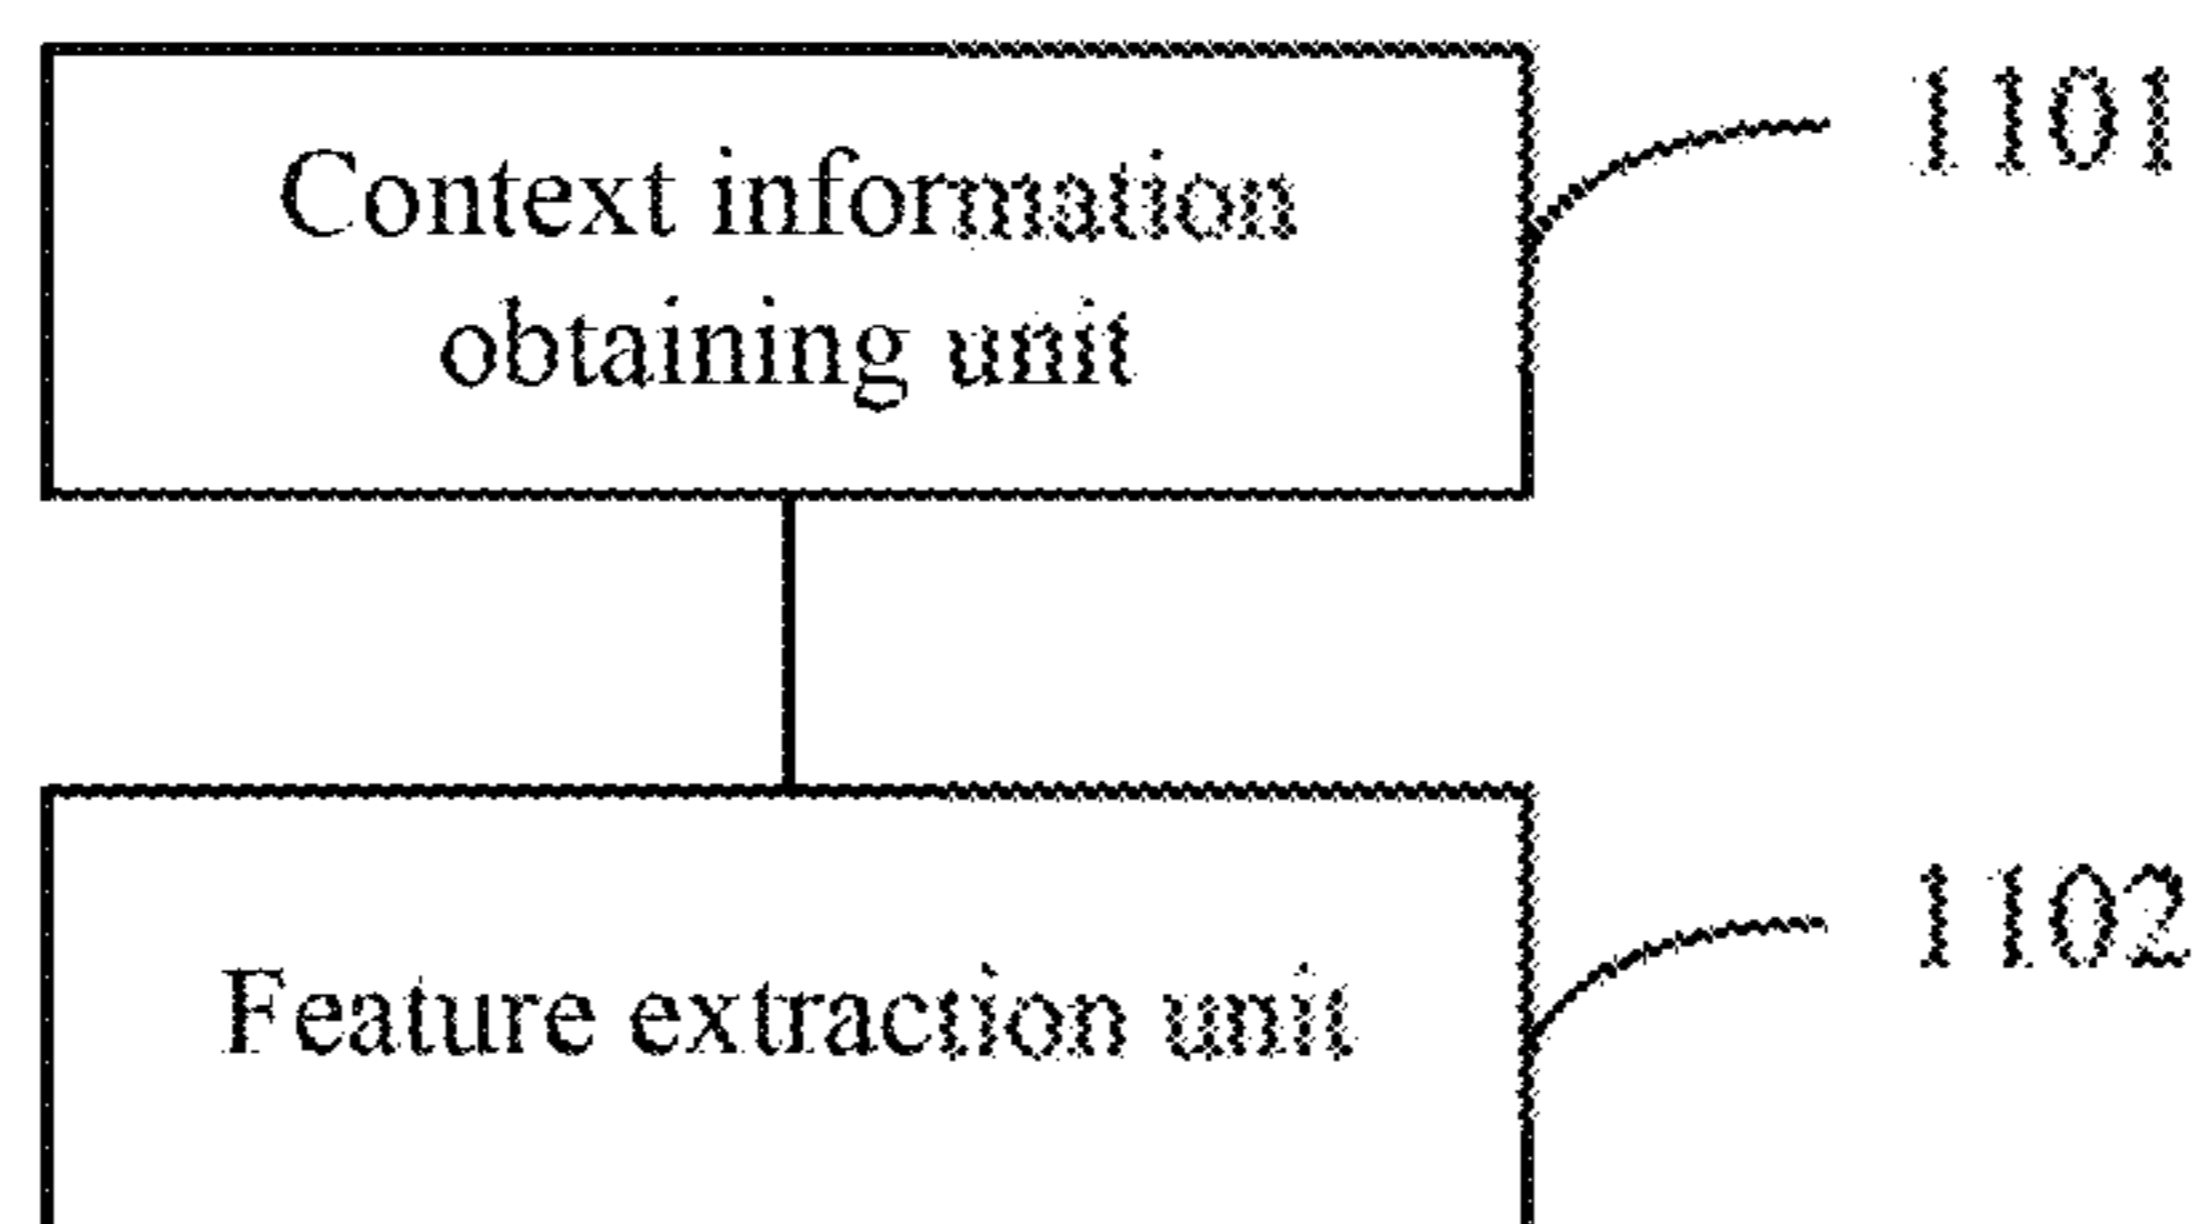 Context information
obtaining unit
1101
Feature extraction unit
1102